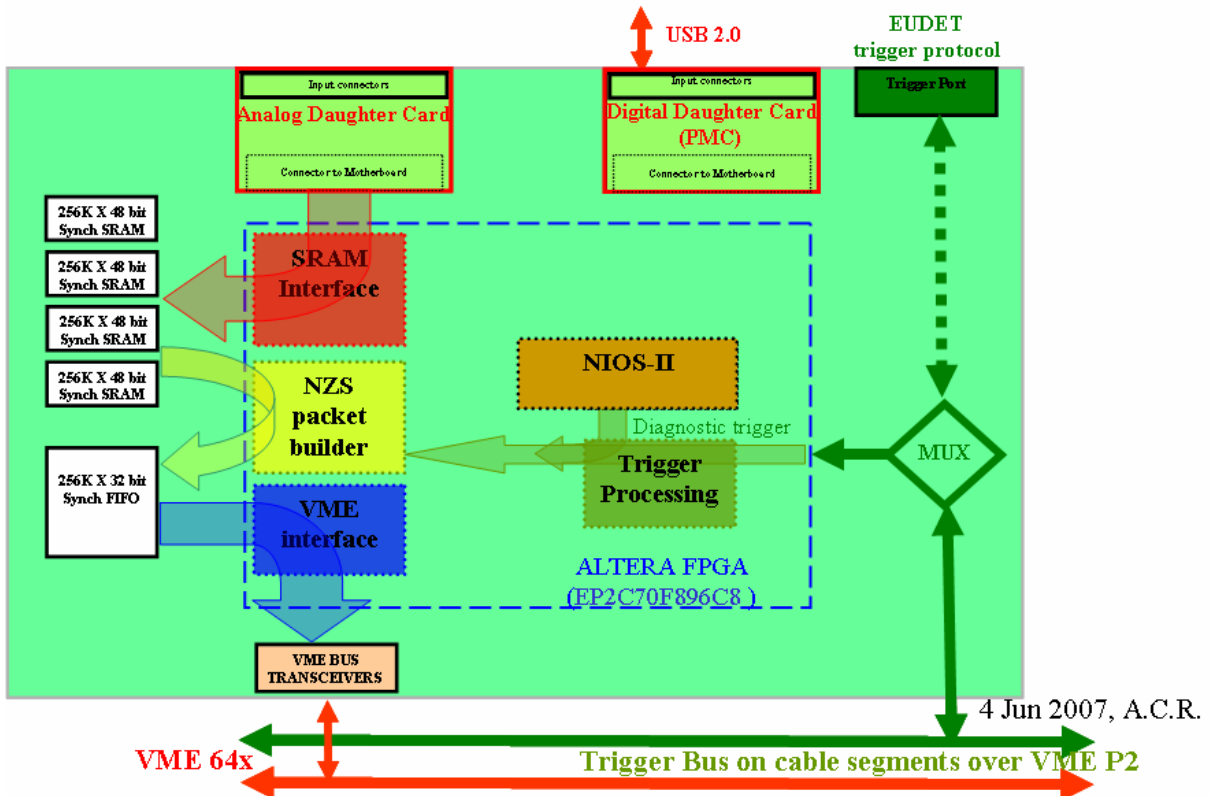 USB 2.0
EUDET
trigger protocol
Input connectors
Analog Daughter Card
Connector to Motherboard
Input connectors
Digital Daughter Card
(PMC)
Connector to Motherboard
Trigger Port
256K X 48 bit
Synch SRAM
256K X 48 bit
Synch SRAM
256K X 48 bit
Synch SRAM
256K X 48 bit
Synch SRAM
256K X 32 bit
Synch FIFO
SRAM
Interface
NZS
packet
builder
VME
interface
NIOS-II
Diagnostic trigger
Trigger
Processing
MUX
ALTERA FPGA
(EP2C70F896C8 )
VME BUS
TRANSCEIVERS
4 Jun 2007, A.C.R.
VME 64x
Trigger Bus on cable segments over VME P2